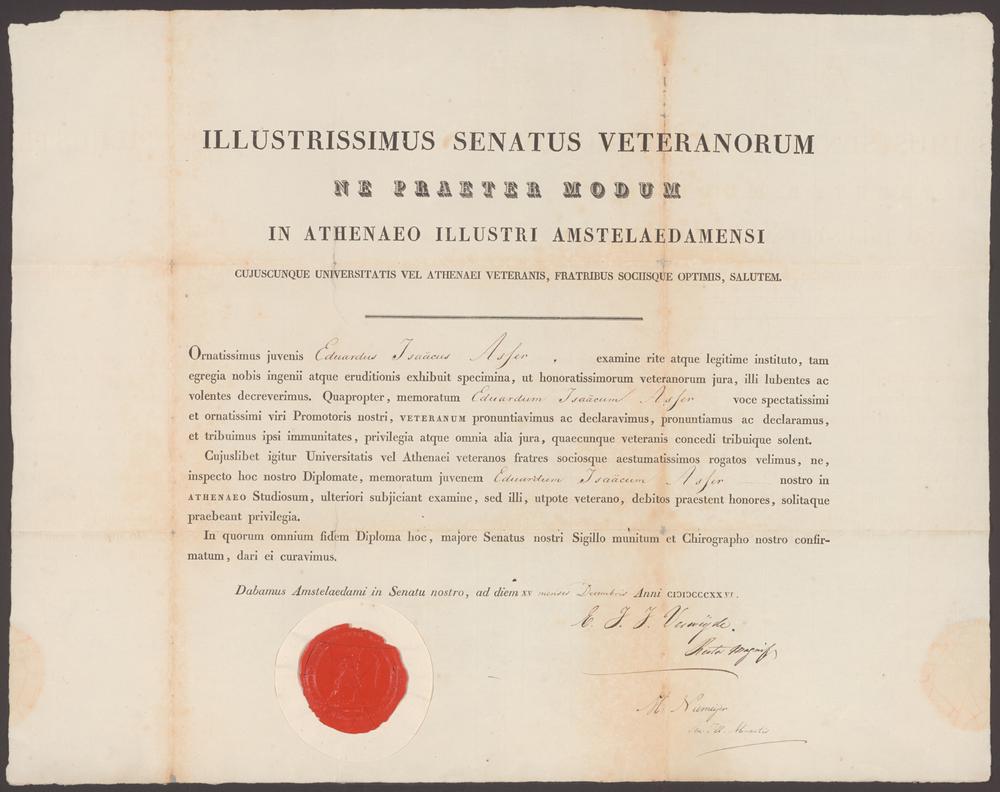 ILLUSTRISSIMUS SENATUS VETERANORUM
NE PRAETER MODUM
IN ATHENAEO ILLUSTRI AMSTELAEDAMENSI
CUJUSCUNQUE UNIVERSITATIS VEL ATHENAEI VETERANIS, FRATRIBUS SOCIISQUE OPTIMIS, SALUTEM.
Ornatissimus juvenis Eduardus Isaäcus Asser . examine rite atque legitime instituto, tam
egregia nobis ingenii atque eruditionis exhibuit specimina, ut honoratissimorum veteranorum jura, illi lubentes ac
volentes decreverimus. Quapropter, memoratum Eduardum Isaäcum Asser voce spectatissimi
et ornatissimi viri Promotoris nostri, VETERANUM pronuntiavimus ac declaravimus, pronuntiamus ac declaramus,
et tribuimus ipsi immunitates, privilegia atque omnia alia jura, quaecunque veteranis concedi tribuique solent.
Cujuslibet igitur Universitatis vel Athenaei veteranos fratres sociosque aestumatissimos rogatos velimus, ne,
inspecto hoc nostro Diplomate, memoratum juvenem Eduardum Isaäcum Asser nostro in
ATHENAEO Studiosum, ulteriori subjiciant examine, sed illi, utpote veterano, debitos praestent honores, solitaque
praebeant privilegia.
In quorum omnium fidem Diploma hoc, majore Senatus nostri Sigillo munitum et Chirographo nostro confir-
matum, dari ei curavimus.
Dabamus Amstelaedami in Senatu nostro, ad diem XV mensis Decembris Anni CIƆIƆCCCXXVI.
E. J. J.
M. Niemeijer